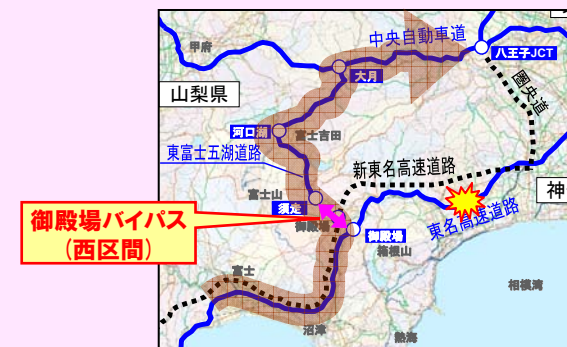 甲府
中央自動車道
八王子JCT
大月
山梨県
圏央道
河口湖
富士吉田
東富士五湖道路
新東名高速道路
富士山
須走
神
御殿場
御殿場
東名高速道路
御殿場バイパス
(西区間)
箱根山
富士
相模湾
沼津
熱海